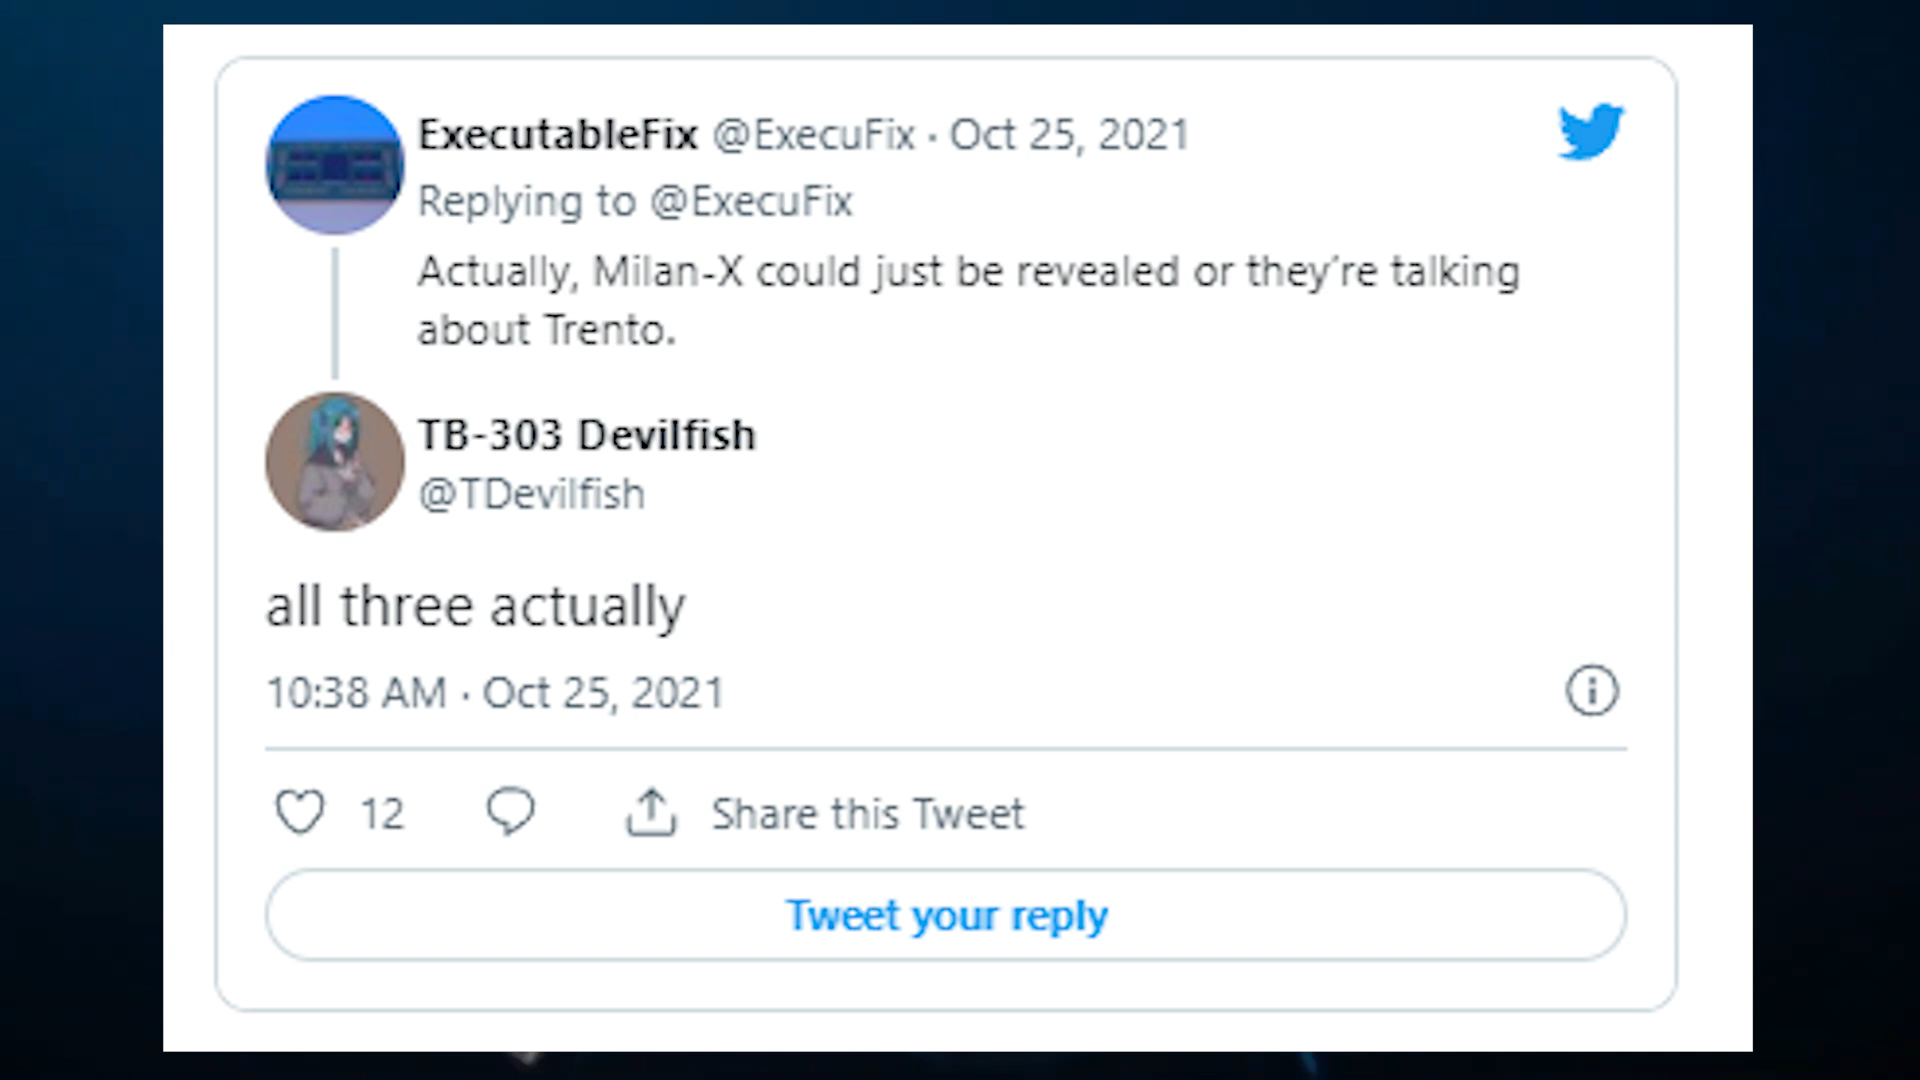 ExecutableFix @ExecuFix · Oct 25, 2021
Replying to @ExecuFix
Actually, Milan-X could just be revealed or they’re talking
about Trento.
TB-303 Devilfish
@TDevilfish
all three actually
10:38 AM · Oct 25, 2021
12
Share this Tweet
Tweet your reply